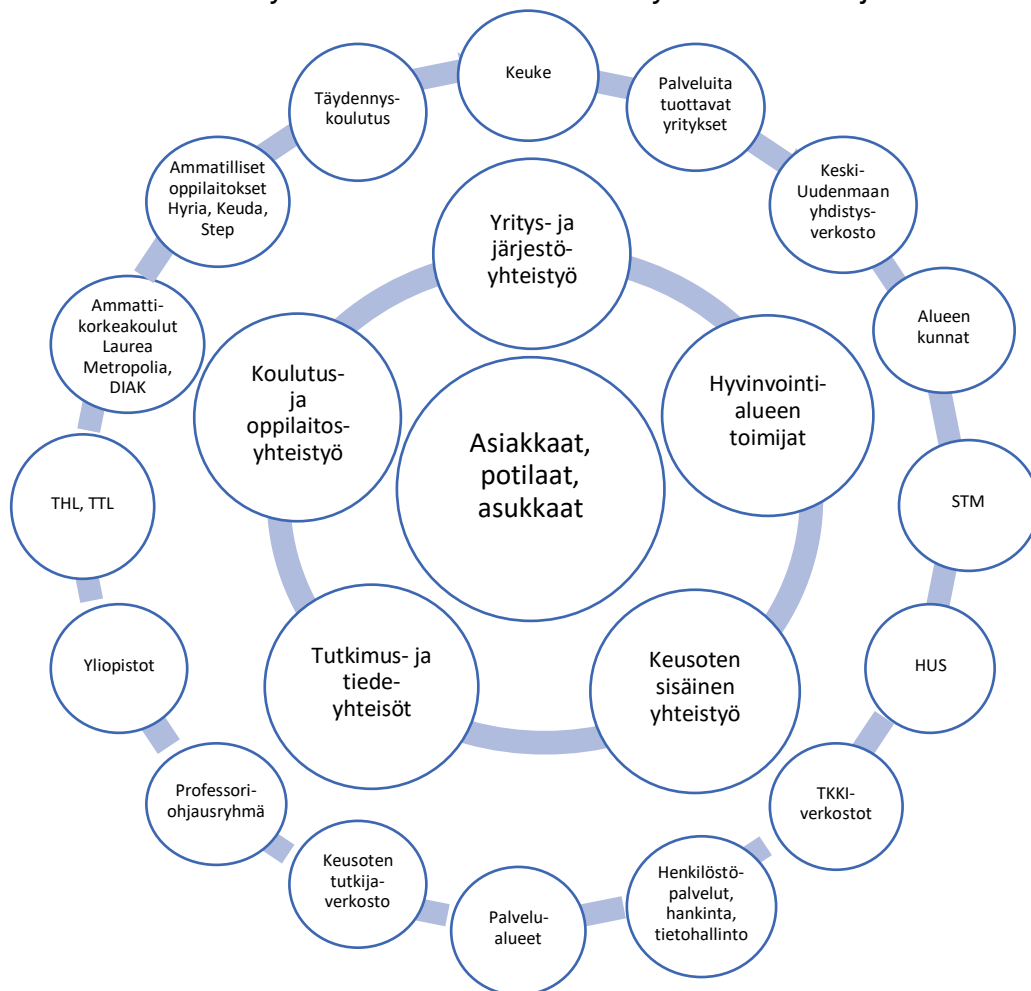 Keuke
Palveluita
tuottavat
yritykset
Keski-
Uudenmaan
yhdistys-
verkosto
Alueen
kunnat
STM
HUS
TKKI-
verkostot
Henkilöstö-
palvelut,
hankinta,
tietohallinto
Palvelu-
alueet
Keusoten
tutkija-
verkosto
Professori-
ohjausryhmä
Yliopistot
THL, TTL
Ammatti-
korkeakoulut
Laurea
Metropolia,
DIAK
Ammatilliset
oppilaitokset
Hyria, Keuda,
Step
Täydennys-
koulutus
Yritys- ja
järjestö-
yhteistyö
Hyvinvointi-
alueen
toimijat
Keusoten
sisäinen
yhteistyö
Tutkimus- ja
tiede-
yhteisöt
Koulutus-
ja
oppilaitos-
yhteistyö
Asiakkaat,
potilaat,
asukkaat